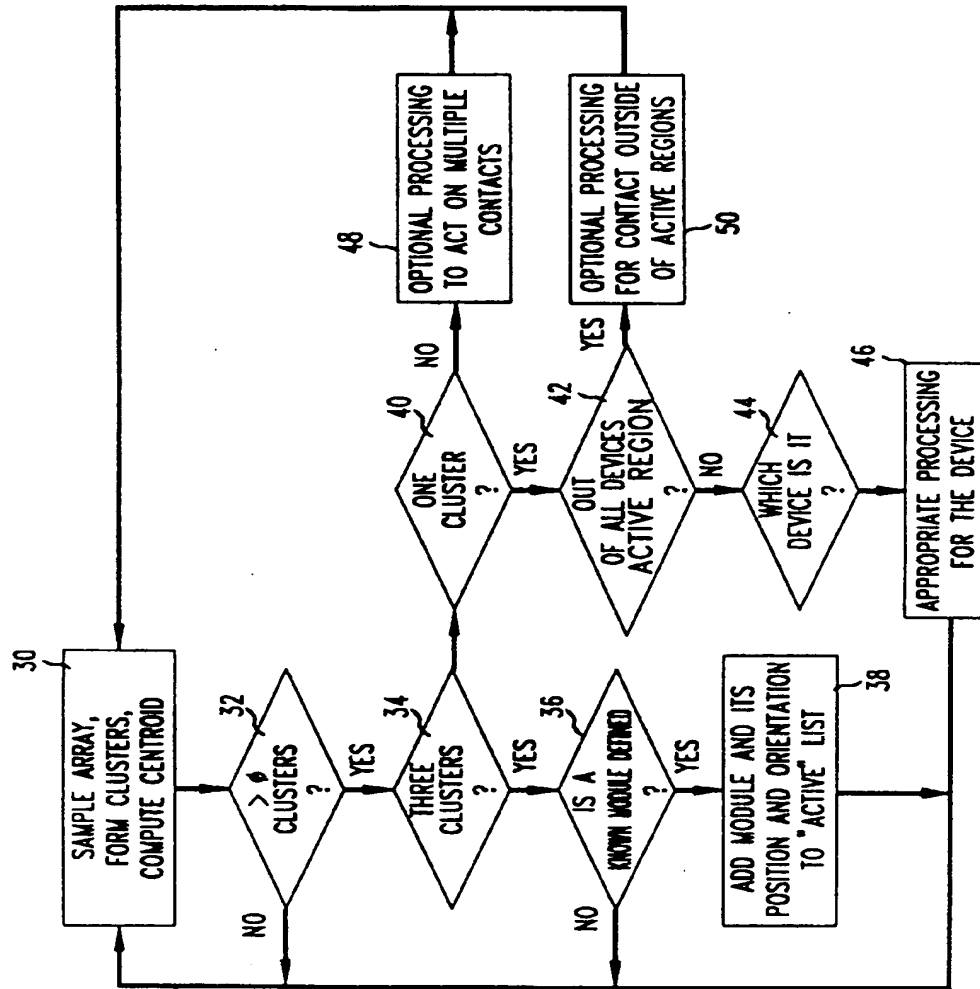 30
SAMPLE ARRAY,
FORM CLUSTERS,
COMPUTE CENTROID
32
> ϕ
CLUSTERS
?
NO
YES
34
THREE
CLUSTERS
?
YES
36
IS A
KNOWN MODULE DEFINED
?
NO
YES
ADD MODULE AND ITS
POSITION AND ORIENTATION
TO "ACTIVE" LIST
38
40
ONE
CLUSTER
?
NO
YES
48
OPTIONAL PROCESSING
TO ACT ON MULTIPLE
CONTACTS
42
OUT
OF ALL DEVICES
ACTIVE REGION
?
YES
NO
OPTIONAL PROCESSING
FOR CONTACT OUTSIDE
OF ACTIVE REGIONS
50
44
WHICH
DEVICE IS IT
?
46
APPROPRIATE PROCESSING
FOR THE DEVICE